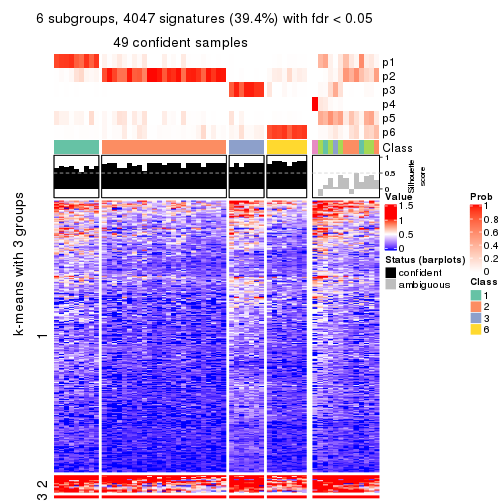 6 subgroups, 4047 signatures (39.4%) with fdr < 0.05
49 confident samples
p1
p2
p3
p4
p5
p6
Class
1
0.5
0
Silhouette
score
k-means with 3 groups
1
2
3
Value
1.5
1
0.5
0
Status (barplots)
confident
ambiguous
Prob
1
0.8
0.6
0.4
0.2
0
Class
1
2
3
6